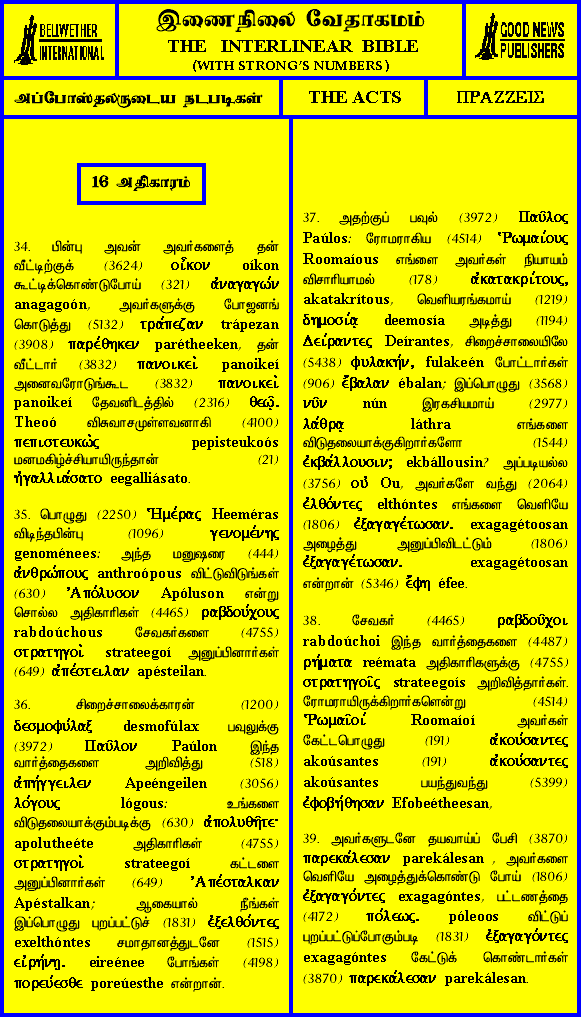 BELLWETHER
INTERNATIONAL
இணைநிலை வேதாகமம்
THE INTERLINEAR BIBLE
(WITH STRONG'S NUMBERS)
GOOD NEWS
PUBLISHERS
அப்போஸ்தலருடைய நடபடிகள்
THE ACTS
ΠΡΑΖΖΕΙΣ
16 அதிகாரம்
34. பின்பு அவன் அவர்களைத் தன்
வீட்டிற்குக் (3624) οἶκον oíkon
கூட்டிக்கொண்டுபோய் (321) ἀναγαγών
anagagoón, அவர்களுக்கு போஜனங்
கொடுத்து (5132) τράπεζαν trápezan
(3908) παρέθηκεν parétheeken, தன்
வீட்டார் (3832) πανοικεὶ panoikeí
அனைவரோடுங்கூட (3832) πανοικεὶ
panoikeí தேவனிடத்தில் (2316) θεῷ.
Theoó விசுவாசமுள்ளவனாகி (4100)
πεπιστευκὼς pepisteukoós
மனமகிழ்ச்சியாயிருந்தான் (21)
ἠγαλλιάσατο eegalliásato.
35. பொழுது (2250) Ἡμέρας Heeméras
விடிந்தபின்பு (1096) γενομένης
genoménees: அந்த மனுஷரை (444)
ἀνθρώπους anthroópous விட்டுவிடுங்கள்
(630) Ἀπόλυσον Apóluson என்று
சொல்ல அதிகாரிகள் (4465) ραβδούχους
rabdoúchous சேவகர்களை (4755)
στρατηγοὶ strateegoí அனுப்பினார்கள்
(649) ἀπέστειλαν apésteilan.
36. சிறைச்சாலைக்காரன் (1200)
δεσμοφύλαξ desmofúlax பவுலுக்கு
(3972) Παῦλον Paúlon இந்த
வார்த்தைகளை அறிவித்து (518)
ἀπήγγειλεν Apeéngeilen (3056)
λόγους lógous: உங்களை
விடுதலையாக்கும்படிக்கு (630) ἀπολυθῆτε·
apolutheéte அதிகாரிகள் (4755)
στρατηγοὶ strateegoí கட்டளை
அனுப்பினார்கள் (649) Ἀπέσταλκαν
Apéstalkan; ஆகையால் நீங்கள்
இப்பொழுது புறப்பட்டுச் (1831) ἐξελθόντες
exelthóntes சமாதானத்துடனே (1515)
εἰρήνῃ. eireénee போங்கள் (4198)
πορεύεσθε poreúesthe என்றான்.
37. அதற்குப் பவுல் (3972) Παῦλος
Paúlos: ரோமராகிய (4514) Ῥωμαίους
Roomaíous எங்ளை அவர்கள் நியாயம்
விசாரியாமல் (178) ἀκατακρίτους,
akatakrítous, வெளியரங்கமாய் (1219)
δημοσίᾳ deemosía அடித்து (1194)
Δείραντες Deírantes, சிறைச்சாலையிலே
(5438) φυλακήν, fulakeén போட்டார்கள்
(906) ἔβαλαν ébalan; இப்பொழுது (3568)
νῦν nún இரகசியமாய் (2977)
λάθρᾳ láthra எங்களை
விடுதலையாக்குகிறார்களோ (1544)
ἐκβάλλουσιν; ekbállousin? அப்படியல்ல
(3756) οὐ Ou, அவர்களே வந்து (2064)
ἐλθόντες elthóntes எங்களை வெளியே
(1806) ἐξαγαγέτωσαν. exagagétoosan
அழைத்து அனுப்பிவிடட்டும் (1806)
ἐξαγαγέτωσαν. exagagétoosan
என்றான் (5346) ἔφη éfee.
38. சேவகர் (4465) ραβδοῦχοι
rabdoúchoi இந்த வார்த்தைகளை (4487)
ρήματα reémata அதிகாரிகளுக்கு (4755)
στρατηγοῖς strateegoís அறிவித்தார்கள்.
ரோமராயிருக்கிறார்களென்று (4514)
Ῥωμαῖοί Roomaíoí அவர்கள்
கேட்டபொழுது (191) ἀκούσαντες
akoúsantes (191) ἀκούσαντες
akoúsantes பயந்துவந்து (5399)
ἐφοβήθησαν Efobeétheesan,
39. அவர்களுடனே தயவாய்ப் பேசி (3870)
παρεκάλεσαν parekálesan , அவர்களை
வெளியே அழைத்துக்கொண்டு போய் (1806)
ἐξαγαγόντες exagagóntes, பட்டணத்தை
(4172) πόλεως. póleoos விட்டுப்
புறப்பட்டுப்போகும்படி (1831) ἐξαγαγόντες
exagagóntes கேட்டுக் கொண்டார்கள்
(3870) παρεκάλεσαν parekálesan.